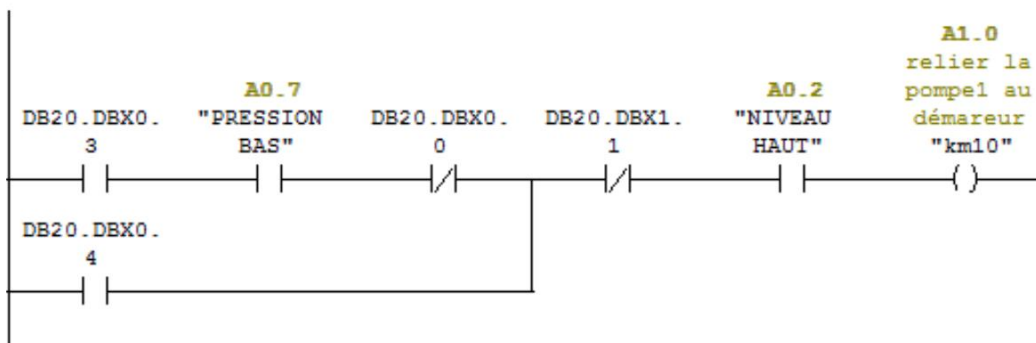 A1.0
relier la
A0.7 A0.2 pompe1 au
DB20.DBX0. "PRESSION DB20.DBX0. DB20.DBX1. "NIVEAU démareur
3 BAS" 0 1 HAUT" "km10"
DB20.DBX0.
4